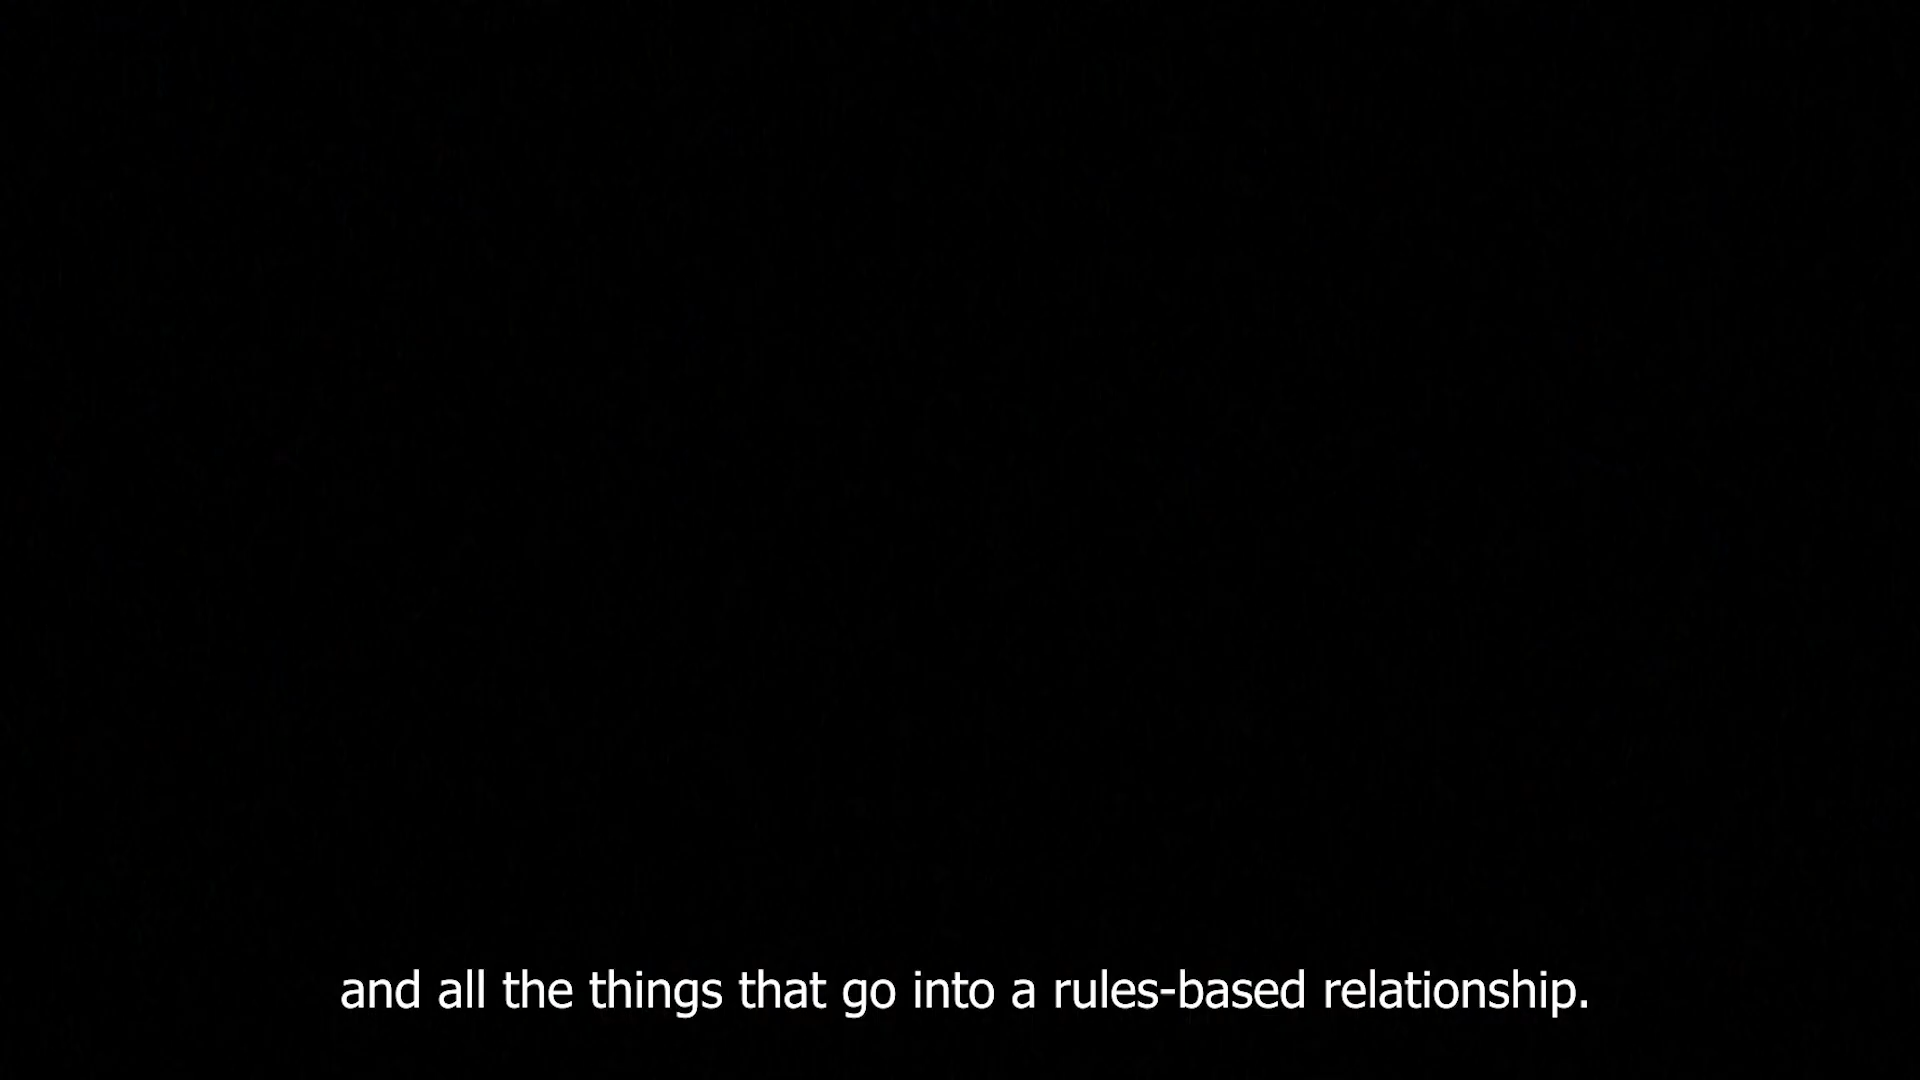 and all the things that go into a rules-based relationship.